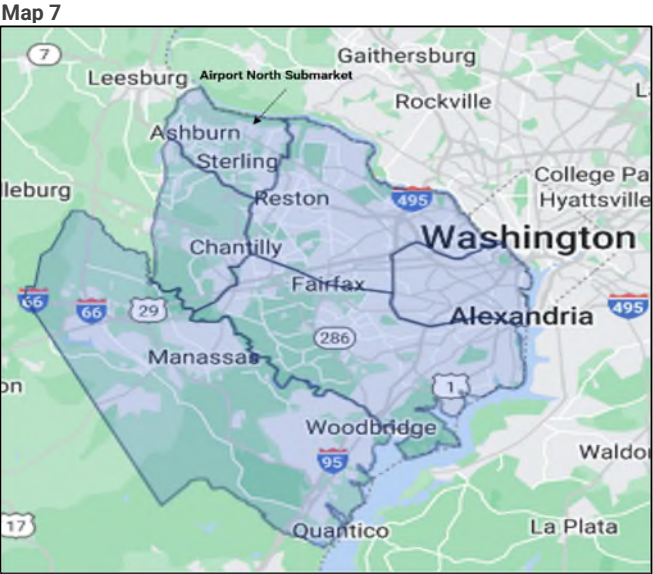 Map 7
7
Gaithersburg
Leesburg
Airport North Submarket
Rockville
L
Ashburn
Sterling
College Pa
lleburg
Reston
495
Hyattsville
Chantilly
Washington
Fairfax
66
66
29
495
Alexandria
286
Manassas
on
1
Woodbridge
Waldo
95
17
Quantico
La Plata